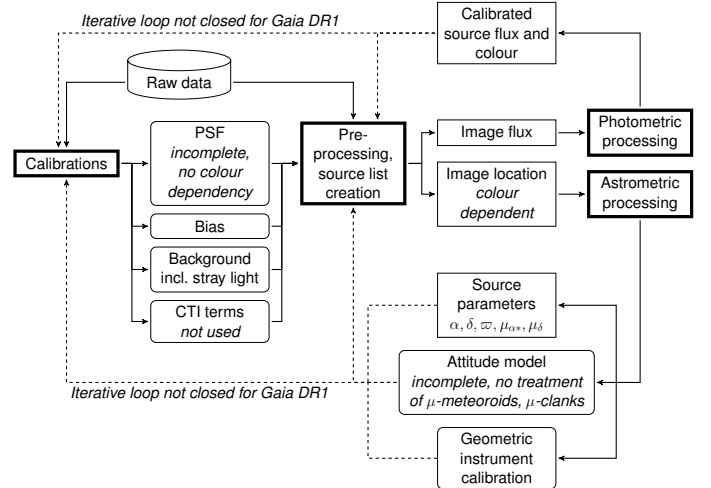 Iterative loop not closed for Gaia DR1
Calibrated
source flux and
colour
Raw data
Calibrations
PSF
incomplete,
no colour
dependency
Bias
Background
incl. stray light
CTI terms
not used
Pre-
processing,
source list
creation
Image flux
Image location
colour
dependent
Photometric
processing
Astrometric
processing
Source
parameters
α, δ, ϖ, μα∗, μδ
Attitude model
incomplete, no treatment
of μ-meteoroids, μ-clanks
Iterative loop not closed for Gaia DR1
Geometric
instrument
calibration